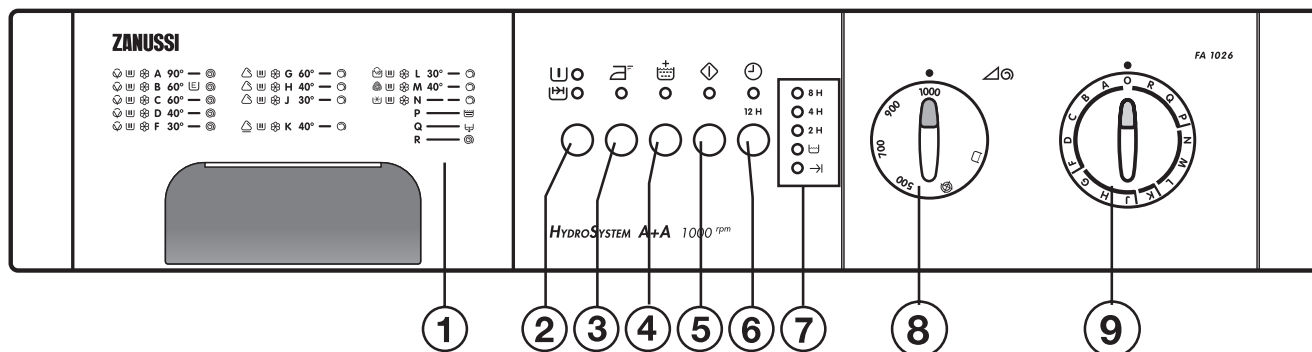 ZANUSSI
A 90°
B 60° E
C 60°
D 40°
F 30°
G 60°
H 40°
J 30°
K 40°
L 30°
M 40°
N
P
Q
R
12 H
8 H
4 H
2 H
HYDROSYSTEM A+A 1000 rpm
500 700 900 1000
FA 1026
O R Q P N M L K J H G F D C B A
1 2 3 4 5 6 7 8 9